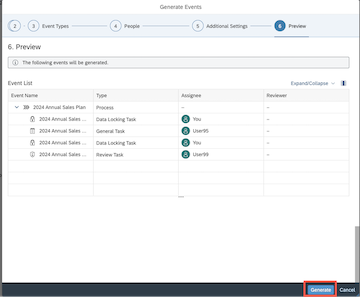 Generate Events
2 3 Event Types 4 People 5 Additional Settings 6 Preview
6. Preview
The following events will be generated.
Event List Expand/Collapse
Event Name Type Assignee Reviewer
2024 Annual Sales Plan Process – –
2024 Annual Sales ... Data Locking Task You –
2024 Annual Sales ... General Task User95 –
2024 Annual Sales ... Data Locking Task You –
2024 Annual Sales ... Review Task User99 –
Generate Cancel